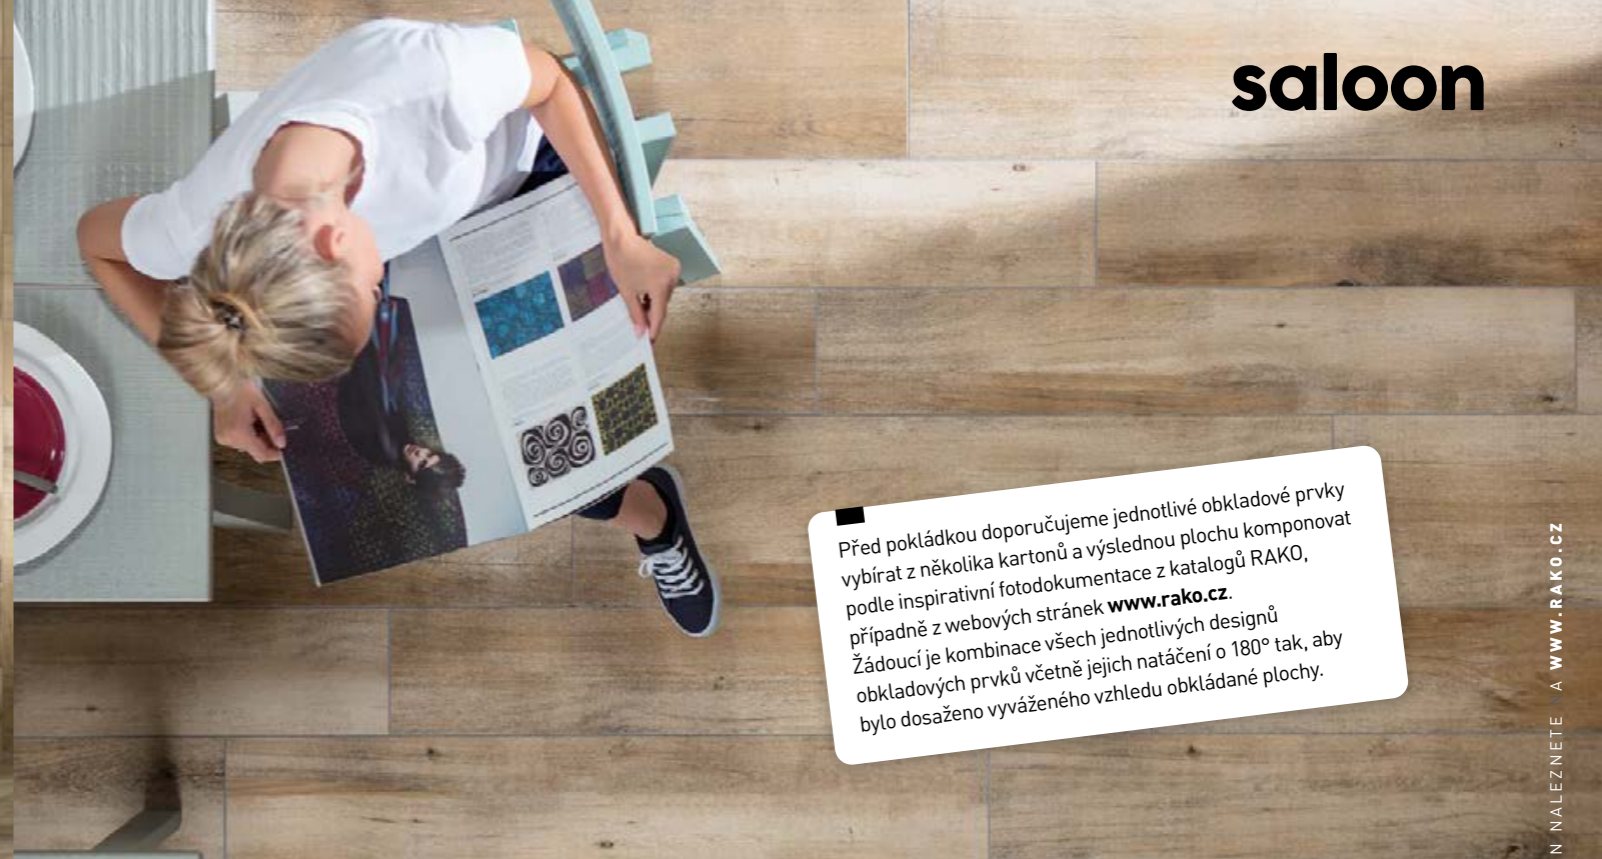 saloon
Před pokládkou doporučujeme jednotlivé obkladové prvky
vybírat z několika kartonů a výslednou plochu komponovat
podle inspirativní fotodokumentace z katalogů RAKO,
případně z webových stránek www.rako.cz.
Žádoucí je kombinace všech jednotlivých designů
obkladových prvků včetně jejich natáčení o 180° tak, aby
bylo dosaženo vyváženého vzhledu obkládané plochy.
N NALEZNETE A WWW.RAKO.CZ